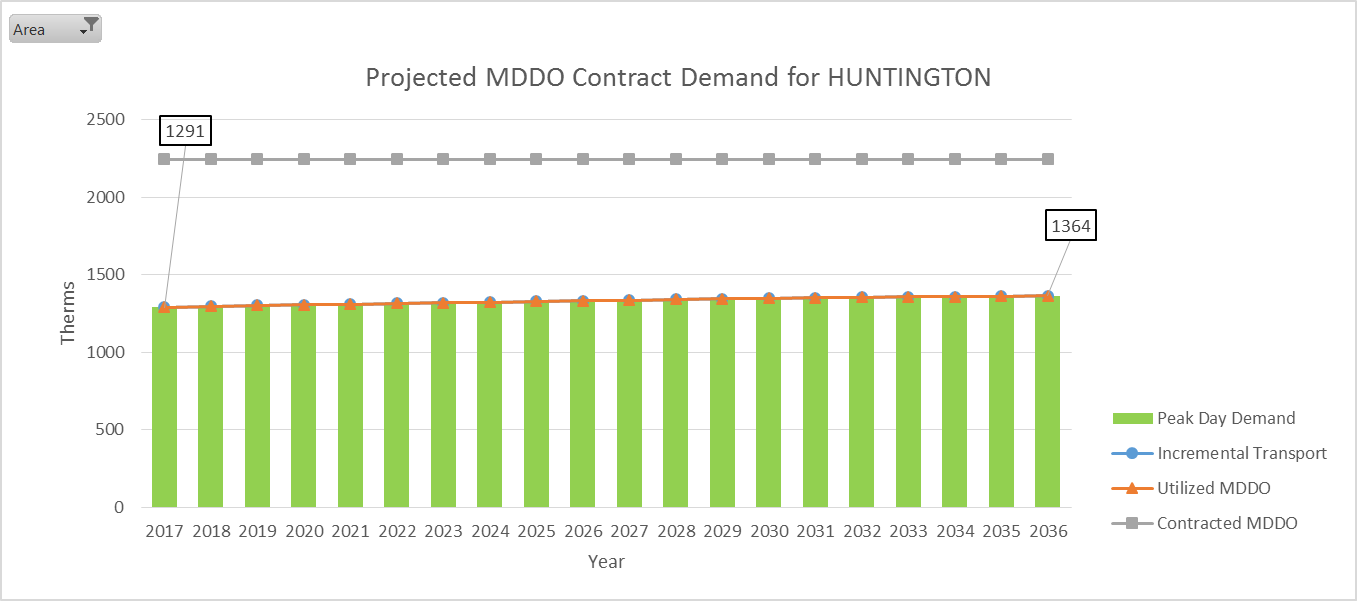 Area
Projected MDDO Contract Demand for HUNTINGTON
2500
2000
1500
1000
500
0
Therms
1291
1364
2017 2018 2019 2020 2021 2022 2023 2024 2025 2026 2027 2028 2029 2030 2031 2032 2033 2034 2035 2036
Year
Peak Day Demand
Incremental Transport
Utilized MDDO
Contracted MDDO